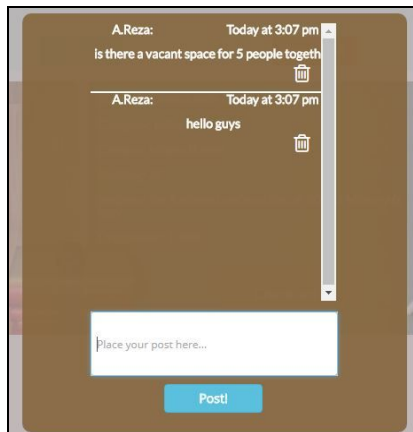 A.Reza: Today at 3:07 pm
is there a vacant space for 5 people togeth
A.Reza: Today at 3:07 pm
hello guys
Place your post here...
Post!